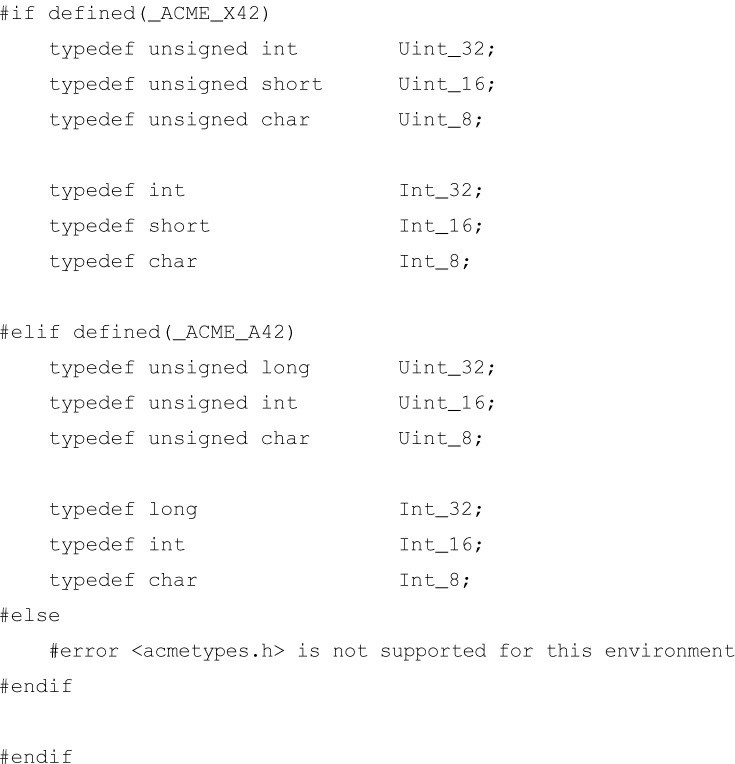 #if defined(_ACME_X42)
    typedef unsigned int        Uint_32;
    typedef unsigned short      Uint_16;
    typedef unsigned char       Uint_8;

    typedef int                 Int_32;
    typedef short               Int_16;
    typedef char                Int_8;

#elif defined(_ACME_A42)
    typedef unsigned long       Uint_32;
    typedef unsigned int        Uint_16;
    typedef unsigned char       Uint_8;

    typedef long                Int_32;
    typedef int                 Int_16;
    typedef char                Int_8;
#else
    #error <acmetypes.h> is not supported for this environment
#endif

#endif